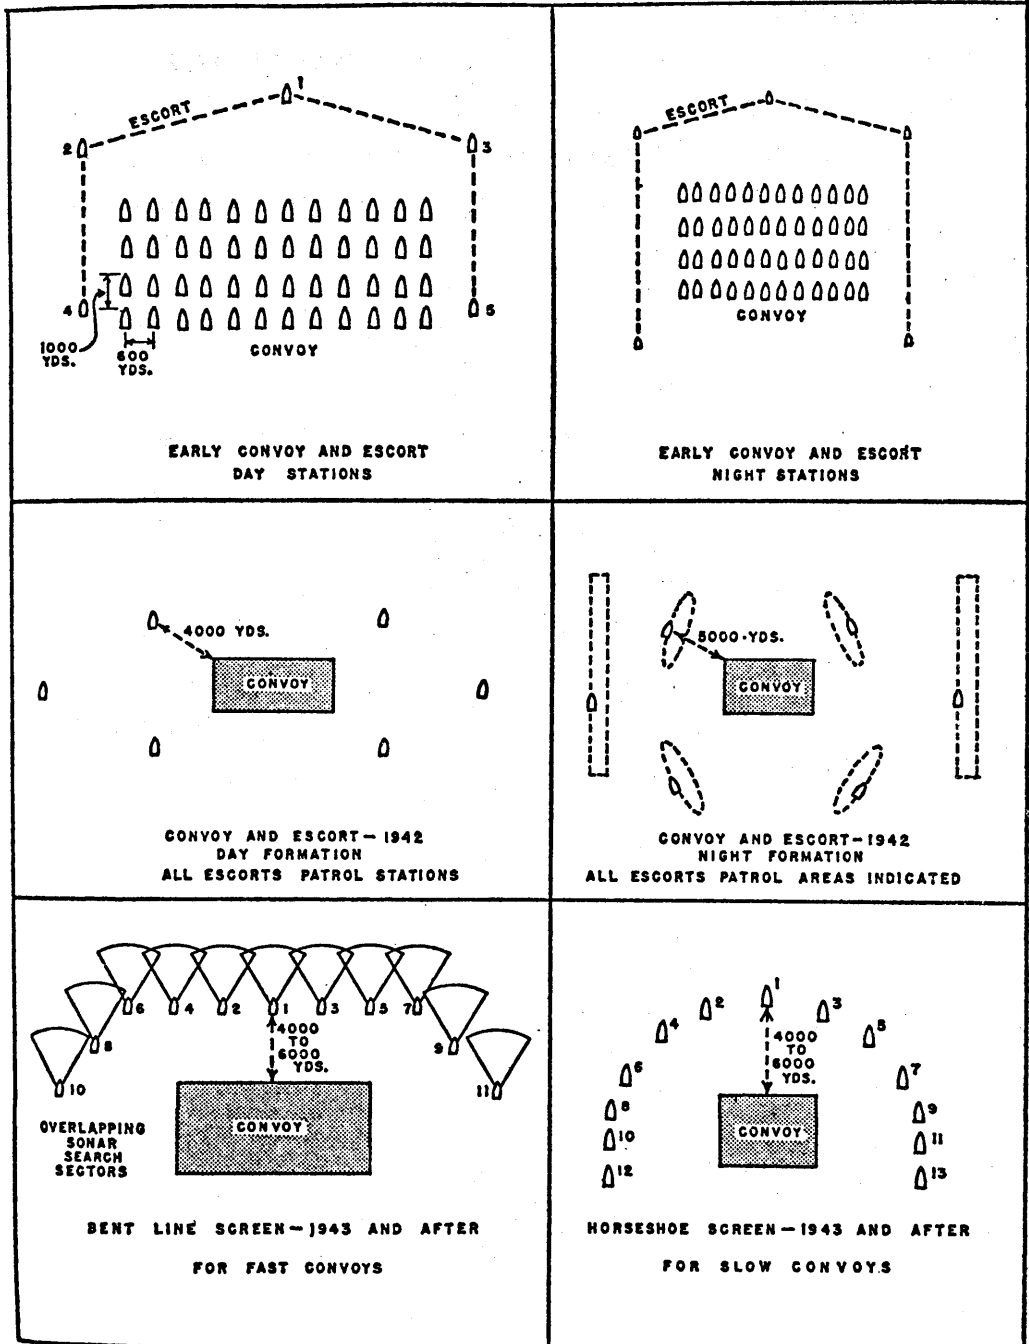 1
ESCORT
2
3
4
5
1000
YDS.
600
YDS.
CONVOY
EARLY CONVOY AND ESCORT
DAY STATIONS
ESCORT
CONVOY
EARLY CONVOY AND ESCORT
NIGHT STATIONS
4000 YDS.
CONVOY
CONVOY AND ESCORT—1942
DAY FORMATION
ALL ESCORTS PATROL STATIONS
5000 YDS.
CONVOY
CONVOY AND ESCORT—1942
NIGHT FORMATION
ALL ESCORTS PATROL AREAS INDICATED
6 4 2 1 3 5 7
8
9
10
11
4000
TO
6000
YDS.
CONVOY
OVERLAPPING
SONAR
SEARCH
SECTORS
BENT LINE SCREEN—1943 AND AFTER
FOR FAST CONVOYS
1
2
3
4
5
6
7
8
9
10
11
12
13
4000
TO
6000
YDS.
CONVOY
HORSESHOE SCREEN—1943 AND AFTER
FOR SLOW CONVOYS